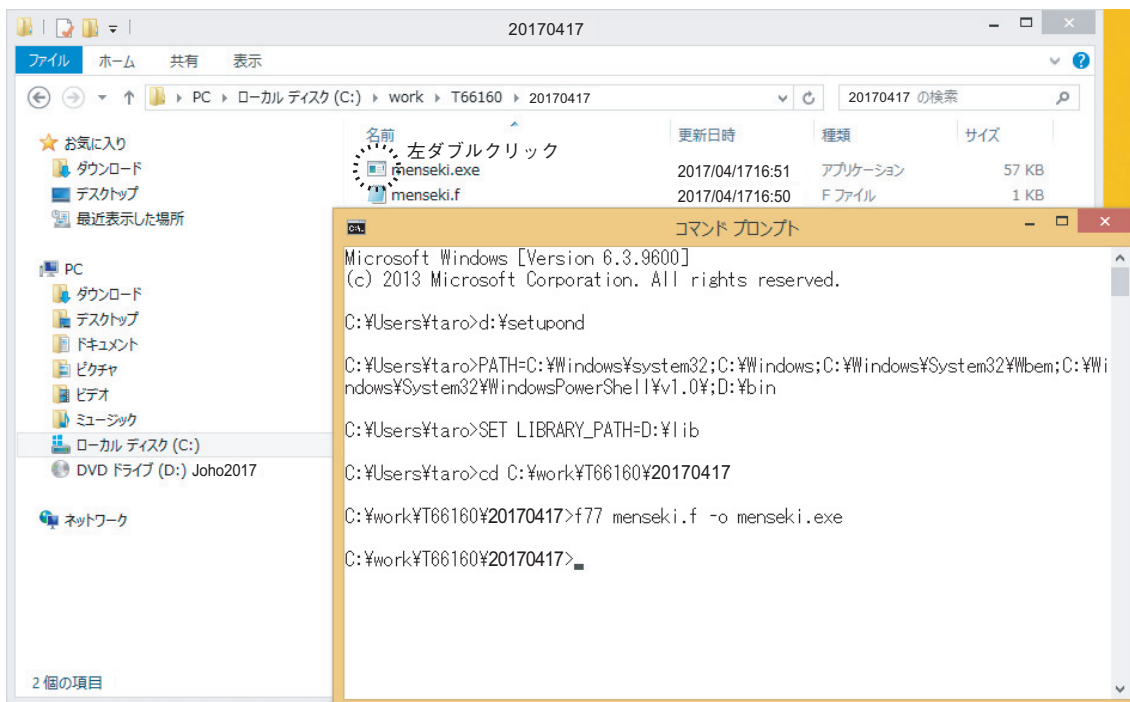 20170417
ファイル ホーム 共有 表示
PC ローカル ディスク (C:) work T66160 20170417
20170417 の検索
お気に入り
ダウンロード
デスクトップ
最近表示した場所
PC
ダウンロード
デスクトップ
ドキュメント
ピクチャ
ビデオ
ミュージック
ローカル ディスク (C:)
DVD ドライブ (D:) Joho2017
ネットワーク
2 個の項目
名前 更新日時 種類 サイズ
左ダブルクリック
menseki.exe 2017/04/1716:51 アプリケーション 57 KB
menseki.f 2017/04/1716:50 F ファイル 1 KB
コマンド プロンプト
Microsoft Windows [Version 6.3.9600]
(c) 2013 Microsoft Corporation. All rights reserved.
C:¥Users¥taro>d:¥setupond
C:¥Users¥taro>PATH=C:¥Windows¥system32;C:¥Windows;C:¥Windows¥System32¥Wbem;C:¥Wi
ndows¥System32¥WindowsPowerShell¥v1.0¥;D:¥bin
C:¥Users¥taro>SET LIBRARY_PATH=D:¥lib
C:¥Users¥taro>cd C:¥work¥T66160¥20170417
C:¥work¥T66160¥20170417>f77 menseki.f -o menseki.exe
C:¥work¥T66160¥20170417>